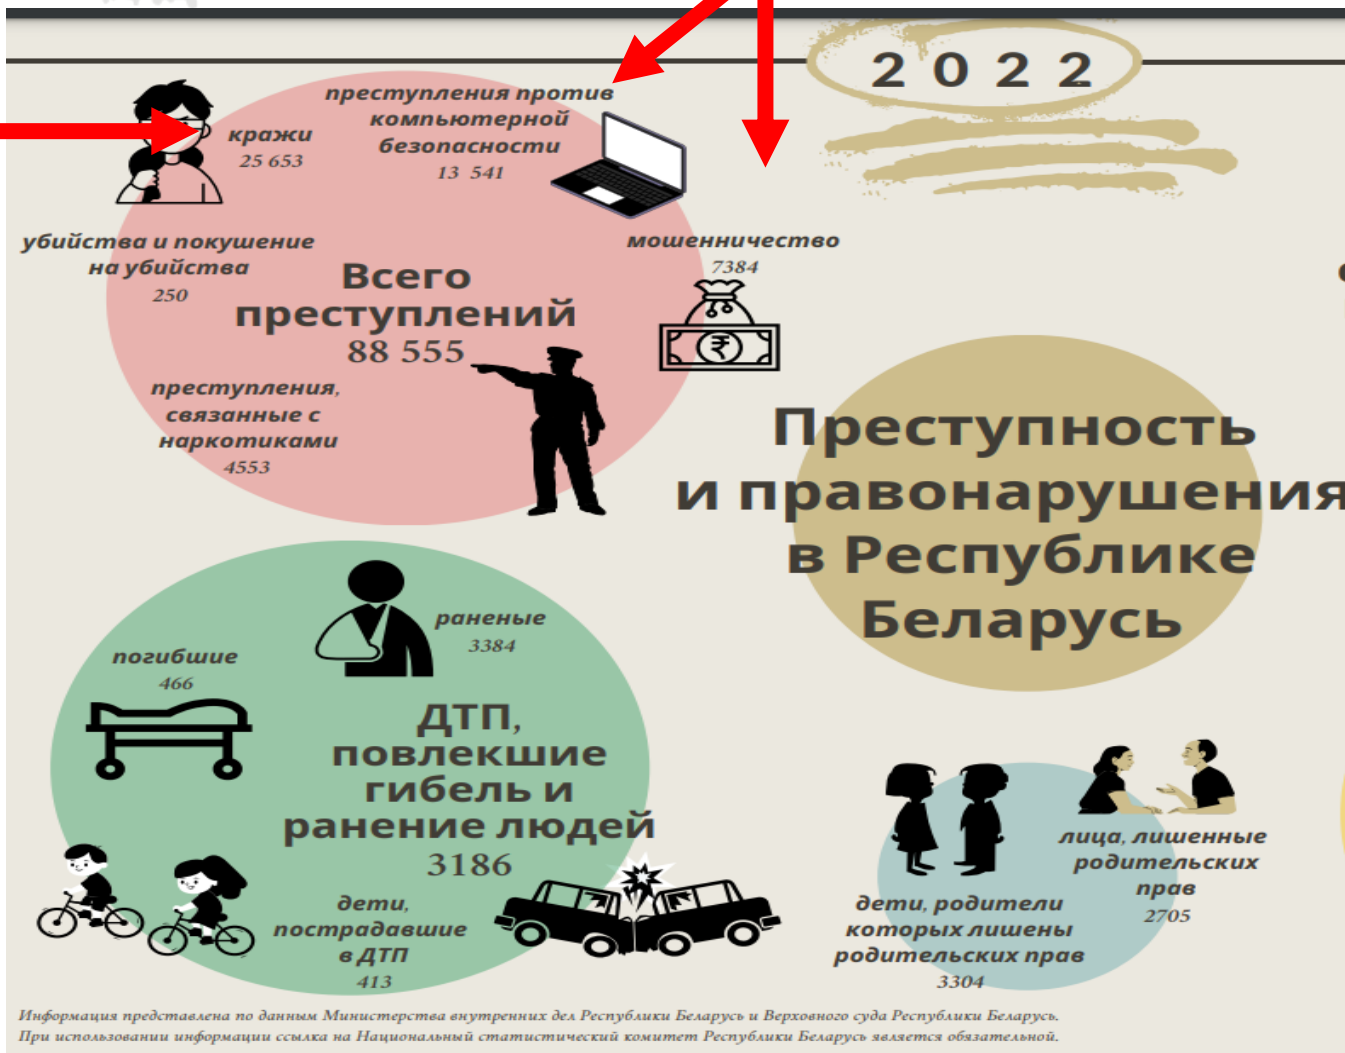 2022
кражи
25 653
преступления против
компьютерной
безопасности
13 541
убийства и покушение
на убийства
250
мошенничество
7384
Всего
преступлений
88 555
преступления,
связанные с
наркотиками
4553
Преступность
и правонарушения
в Республике
Беларусь
раненые
3384
погибшие
466
ДТП,
повлекшие
гибель и
ранение людей
3186
дети,
пострадавшие
в ДТП
413
лица, лишенные
родительских
прав
2705
дети, родители
которых лишены
родительских прав
3304
Информация представлена по данным Министерства внутренних дел Республики Беларусь и Верховного суда Республики Беларусь.
При использовании информации ссылка на Национальный статистический комитет Республики Беларусь является обязательной.